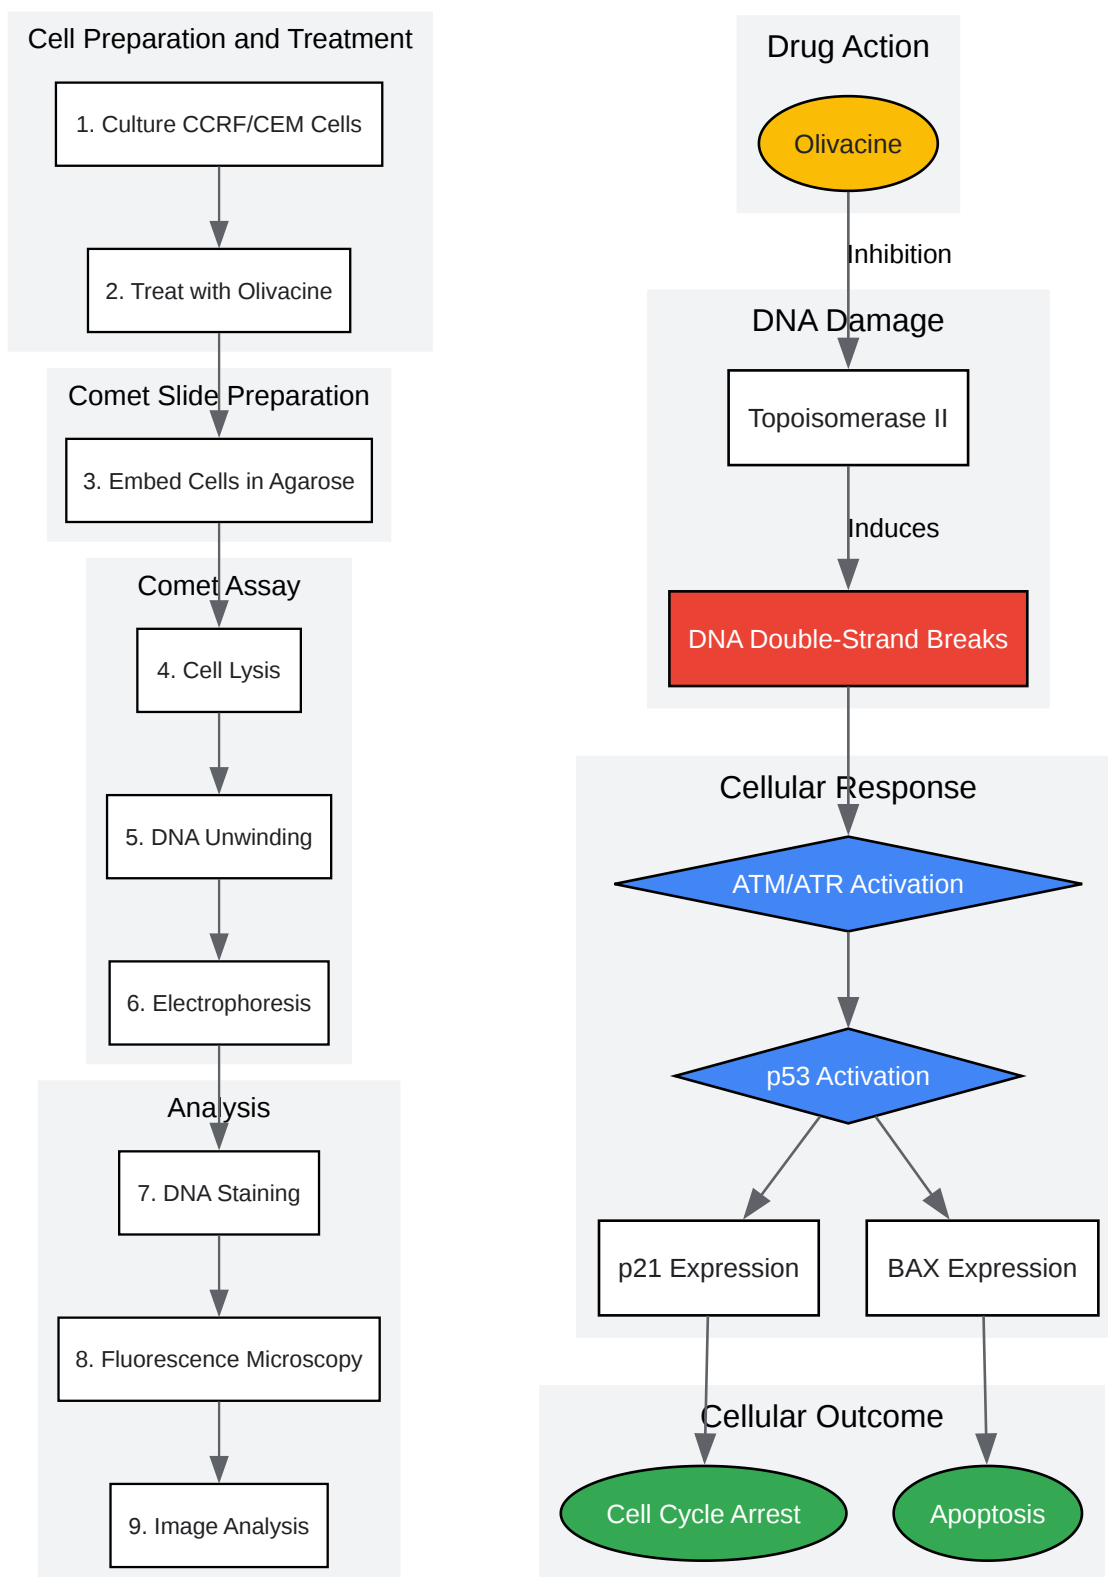 Cell Preparation and Treatment
1. Culture CCRF/CEM Cells
2. Treat with Olivacine
Comet Slide Preparation
3. Embed Cells in Agarose
Comet Assay
4. Cell Lysis
5. DNA Unwinding
6. Electrophoresis
Analysis
7. DNA Staining
8. Fluorescence Microscopy
9. Image Analysis
Drug Action
Olivacine
Inhibition
DNA Damage
Topoisomerase II
Induces
DNA Double-Strand Breaks
Cellular Response
ATM/ATR Activation
p53 Activation
p21 Expression
BAX Expression
Cellular Outcome
Cell Cycle Arrest
Apoptosis